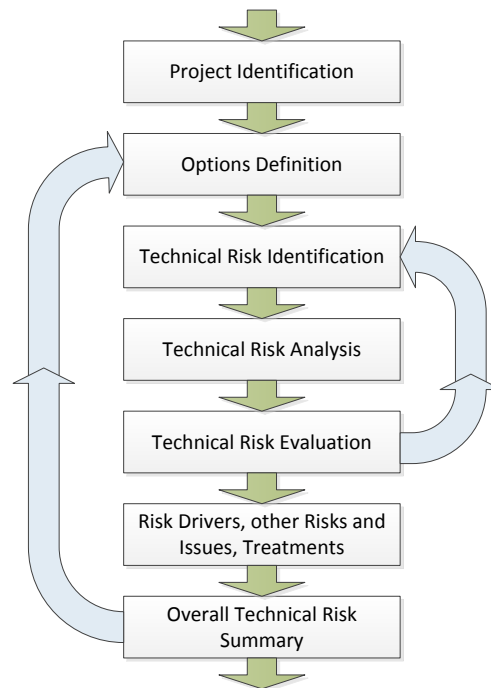 Project Identification
Options Definition
Technical Risk Identification
Technical Risk Analysis
Technical Risk Evaluation
Risk Drivers, other Risks and
Issues, Treatments
Overall Technical Risk
Summary